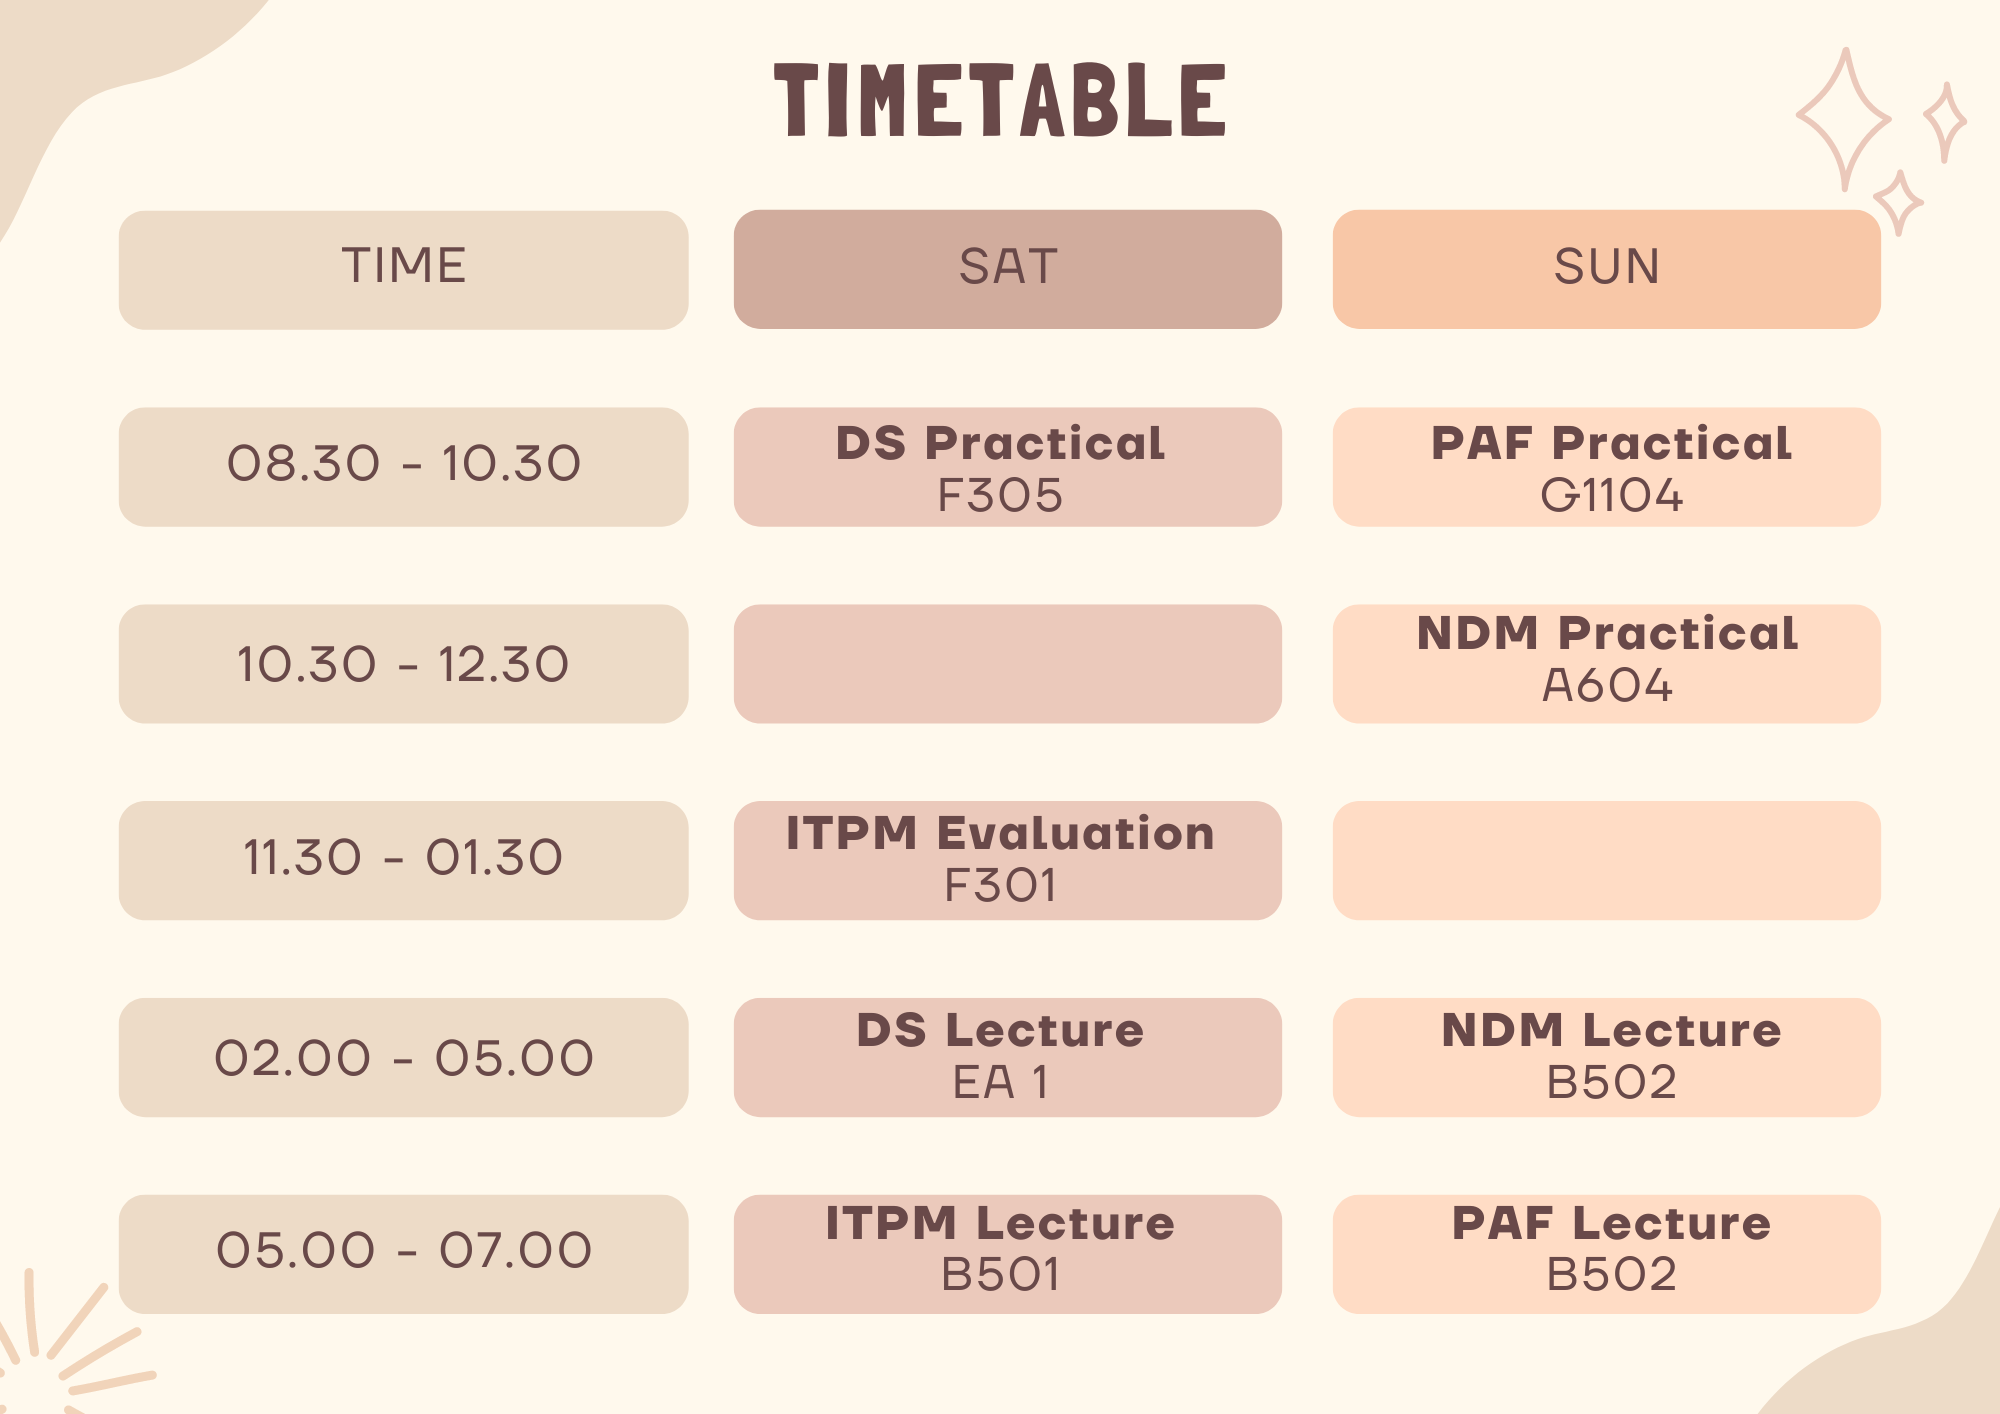 TIMETABLE
TIME
SAT
SUN
08.30 - 10.30
DS Practical
F305
PAF Practical
G1104
10.30 - 12.30
NDM Practical
A604
11.30 - 01.30
ITPM Evaluation
F301
02.00 - 05.00
DS Lecture
EA 1
NDM Lecture
B502
05.00 - 07.00
ITPM Lecture
B501
PAF Lecture
B502